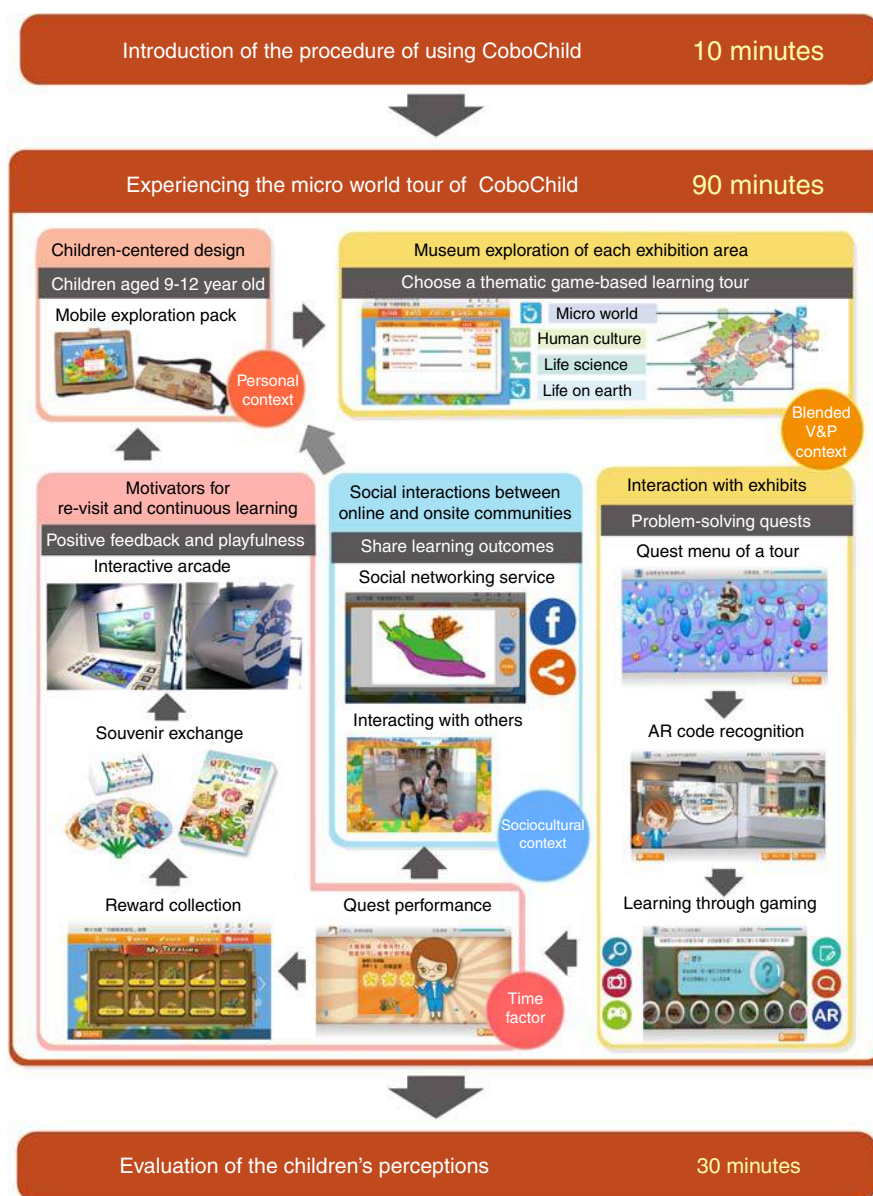 Introduction of the procedure of using CoboChild 10 minutes
Experiencing the micro world tour of CoboChild 90 minutes
Children-centered design
Children aged 9-12 year old
Mobile exploration pack
Personal
context
Museum exploration of each exhibition area
Choose a thematic game-based learning tour
Micro world
Human culture
Life science
Life on earth
Blended
V&P
context
Motivators for
re-visit and continuous learning
Positive feedback and playfulness
Interactive arcade
Souvenir exchange
Reward collection
My Treasure
Social interactions between
online and onsite communities
Share learning outcomes
Social networking service
f
Interacting with others
Sociocultural
context
Quest performance
Time
factor
Interaction with exhibits
Problem-solving quests
Quest menu of a tour
AR code recognition
Learning through gaming
?
AR
Evaluation of the children's perceptions 30 minutes